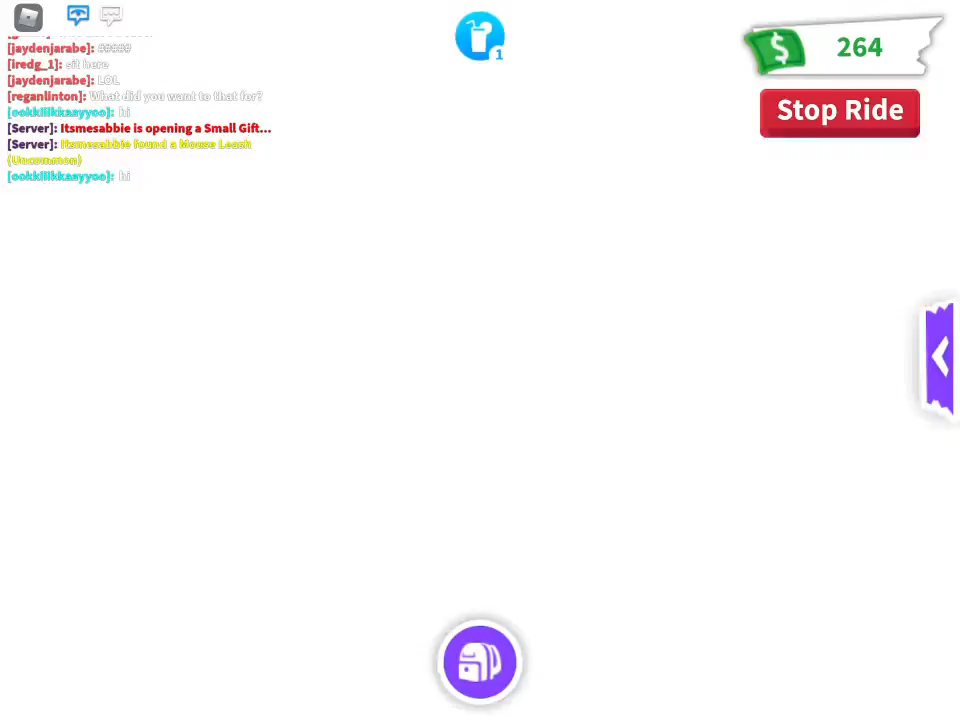 264
Stop Ride
[jaydenjarabe]: #####
[iredg_1]: sit here
[jaydenjarabe]: LOL
[reganlinton]: What did you want to that for?
[ookkiiikkaayyoo]: hi
[Server]: Itsmesabbie is opening a Small Gift...
[Server]: Itsmesabbie found a Mouse Leash
(Uncommon)
[ookkiiikkaayyoo]: hi
1